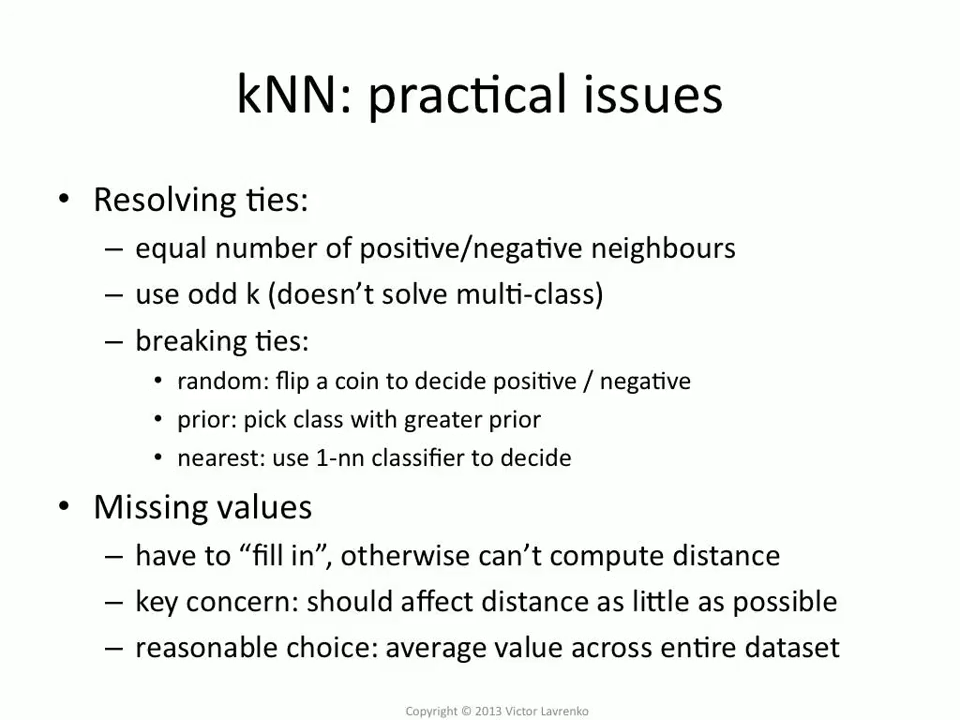 kNN: practical issues
• Resolving ties:
– equal number of positive/negative neighbours
– use odd k (doesn’t solve multi-class)
– breaking ties:
• random: flip a coin to decide positive / negative
• prior: pick class with greater prior
• nearest: use 1-nn classifier to decide
• Missing values
– have to “fill in”, otherwise can’t compute distance
– key concern: should affect distance as little as possible
– reasonable choice: average value across entire dataset
Copyright © 2013 Victor Lavrenko